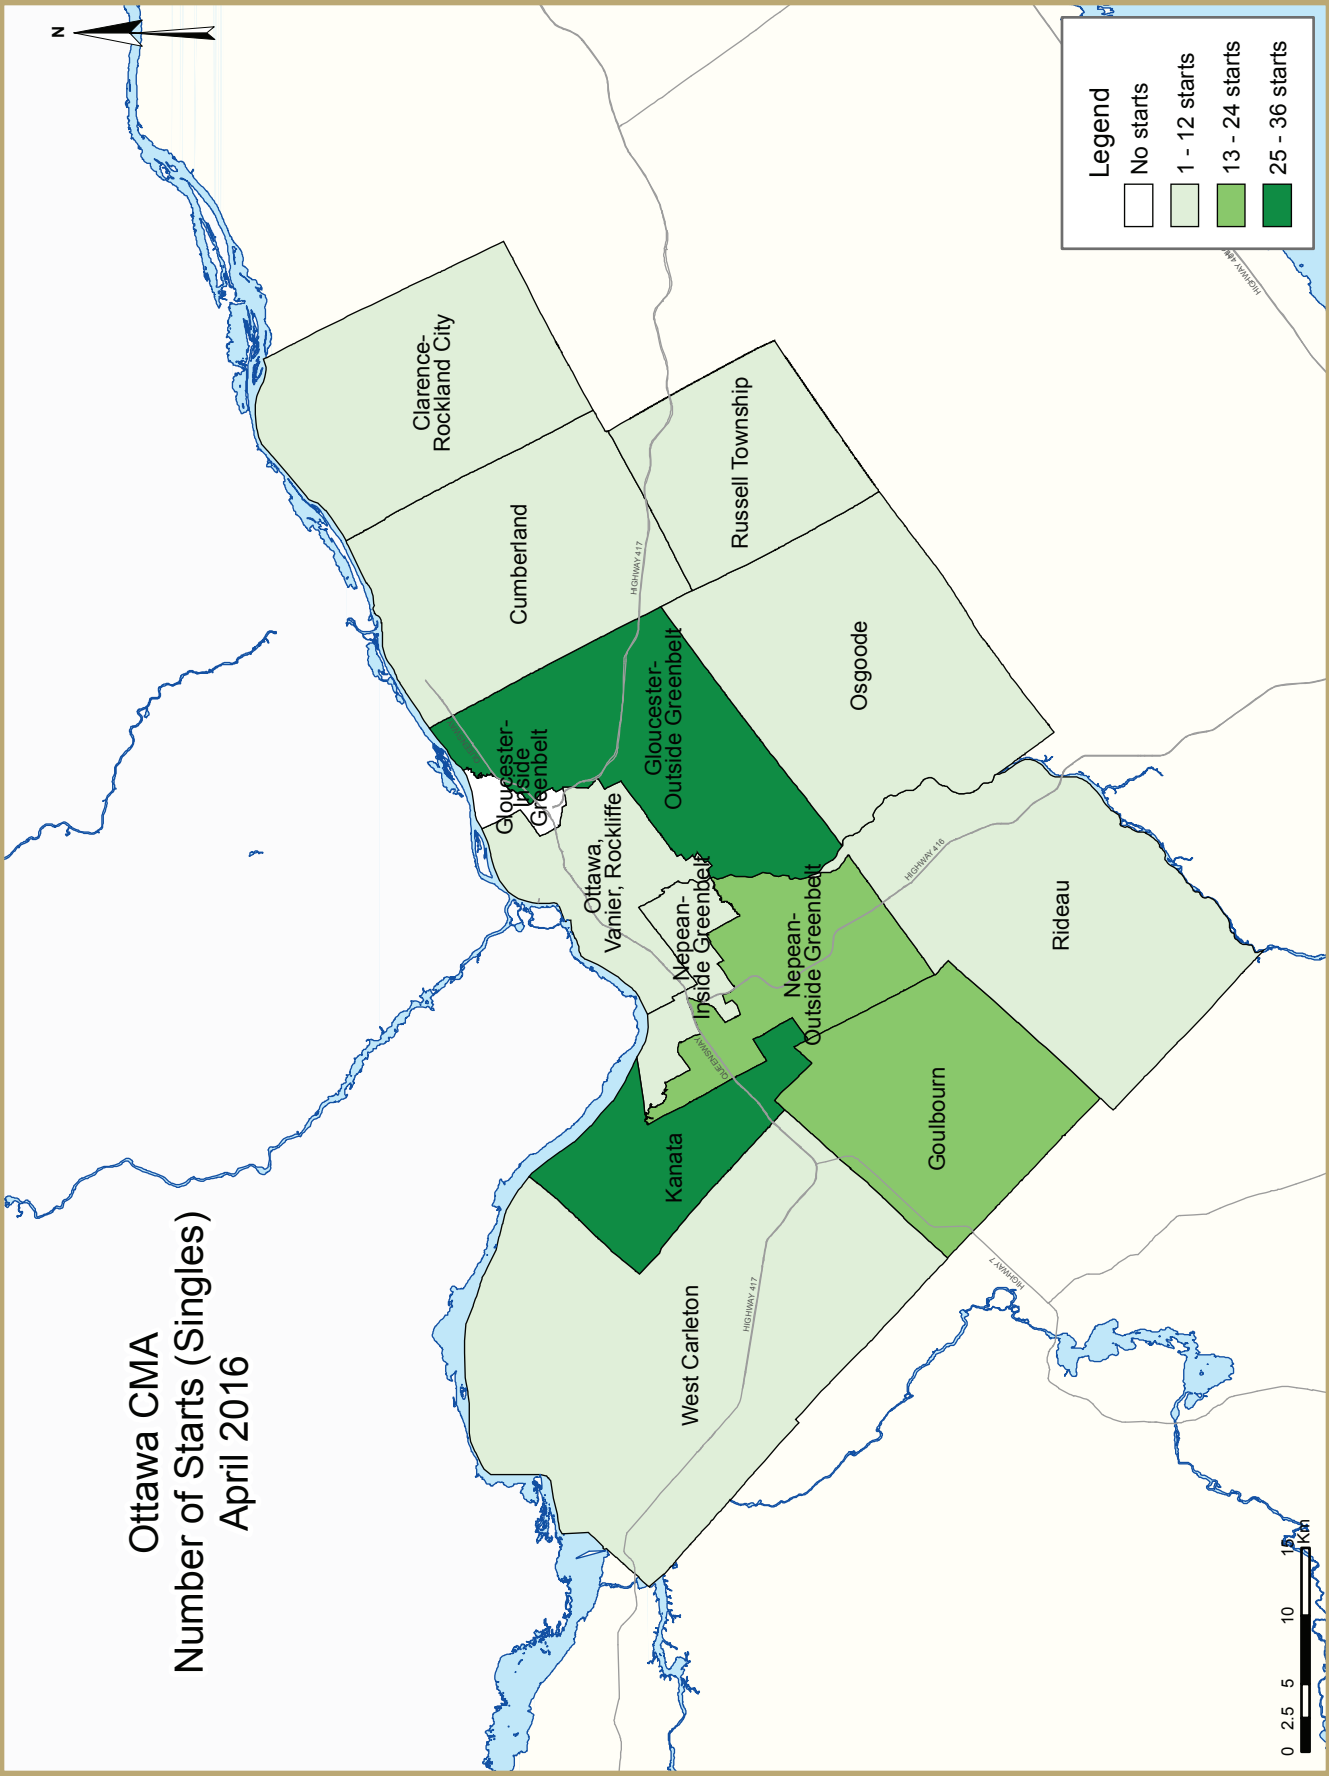 Ottawa CMA
Number of Starts (Singles)
April 2016
N
Clarence-
Rockland City
Cumberland
Russell Township
HIGHWAY 417
Gloucester-
Inside
Greenbelt
Gloucester-
Outside Greenbelt
Osgoode
Ottawa,
Vanier, Rockliffe
Nepean-
Inside Greenbelt
Nepean-
Outside Greenbelt
HIGHWAY 416
Rideau
QUEENSWAY
Kanata
Goulbourn
West Carleton
HIGHWAY 417
HIGHWAY 7
Legend
No starts
1 - 12 starts
13 - 24 starts
25 - 36 starts
0 2.5 5 10 15
Km